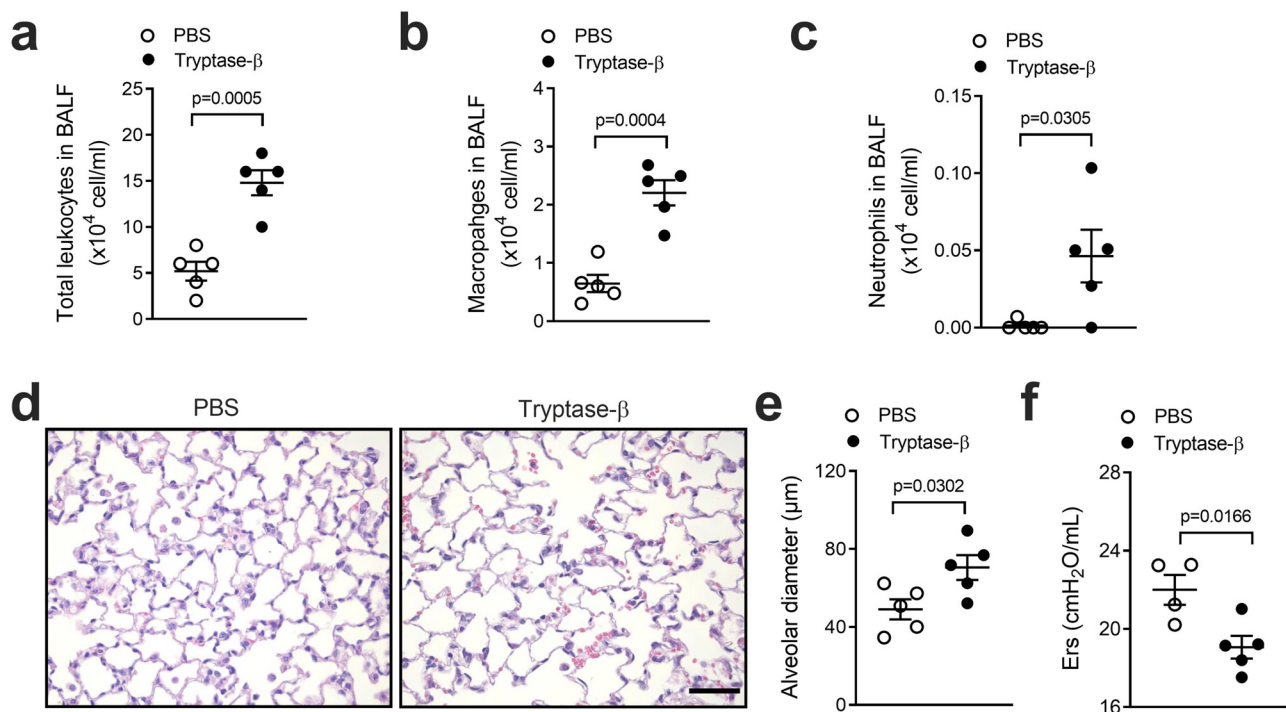 a
PBS
Tryptase-β
Total leukocytes in BALF
(x10⁴ cell/ml)
25
20
15
10
5
0
p=0.0005
b
PBS
Tryptase-β
Macropahges in BALF
(x10⁴ cell/ml)
4
3
2
1
0
p=0.0004
c
PBS
Tryptase-β
Neutrophils in BALF
(x10⁴ cell/ml)
0.15
0.10
0.05
0.00
p=0.0305
d
PBS
Tryptase-β
e
PBS
Tryptase-β
Alveolar diameter (μm)
120
80
40
0
p=0.0302
f
PBS
Tryptase-β
Ers (cmH₂O/mL)
28
24
20
16
p=0.0166